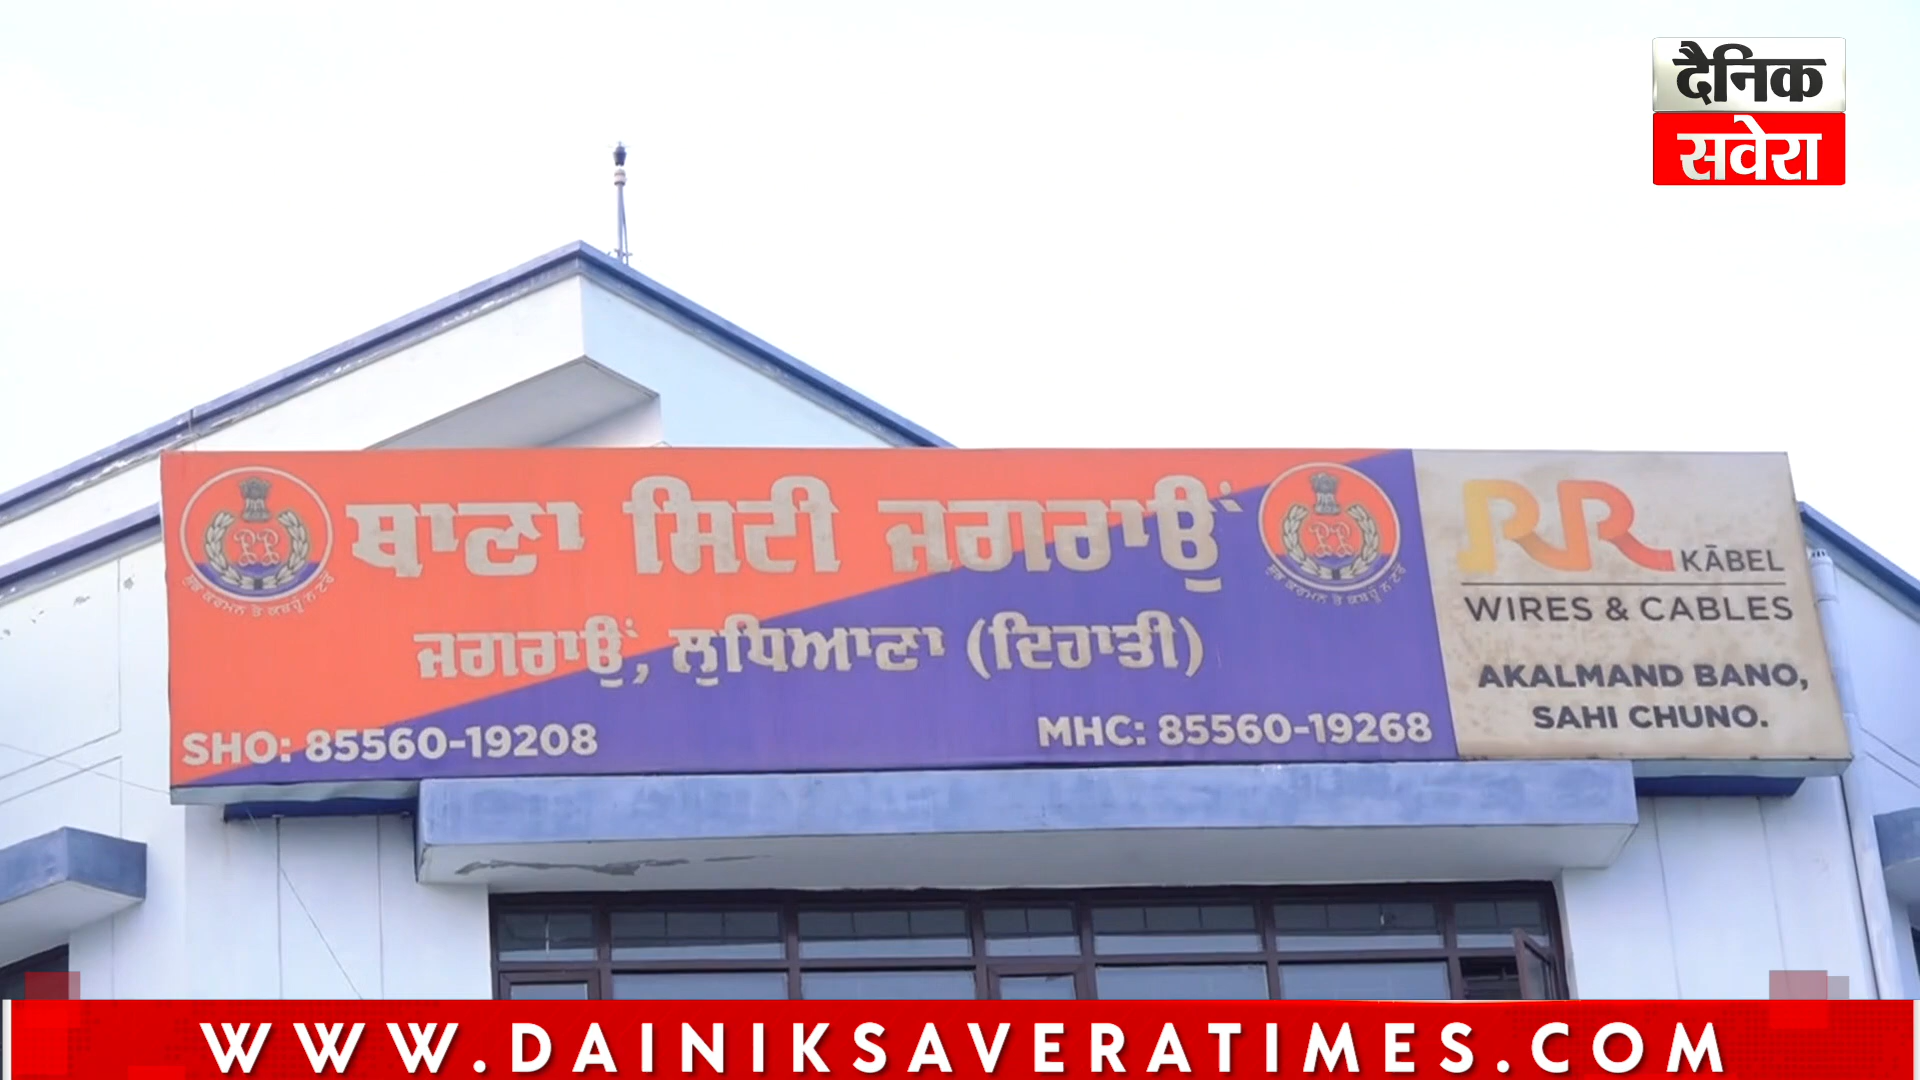 दैनिक
सवेरा
ਥਾਣਾ ਸਿਟੀ ਜਗਰਾਉਂ
ਜਗਰਾਉਂ, ਲੁਧਿਆਣਾ (ਦਿਹਾਤੀ)
SHO: 85560-19208
MHC: 85560-19268
RR KĀBEL
WIRES & CABLES
AKALMAND BANO,
SAHI CHUNO.
WWW.DAINIKSAVERATIMES.COM